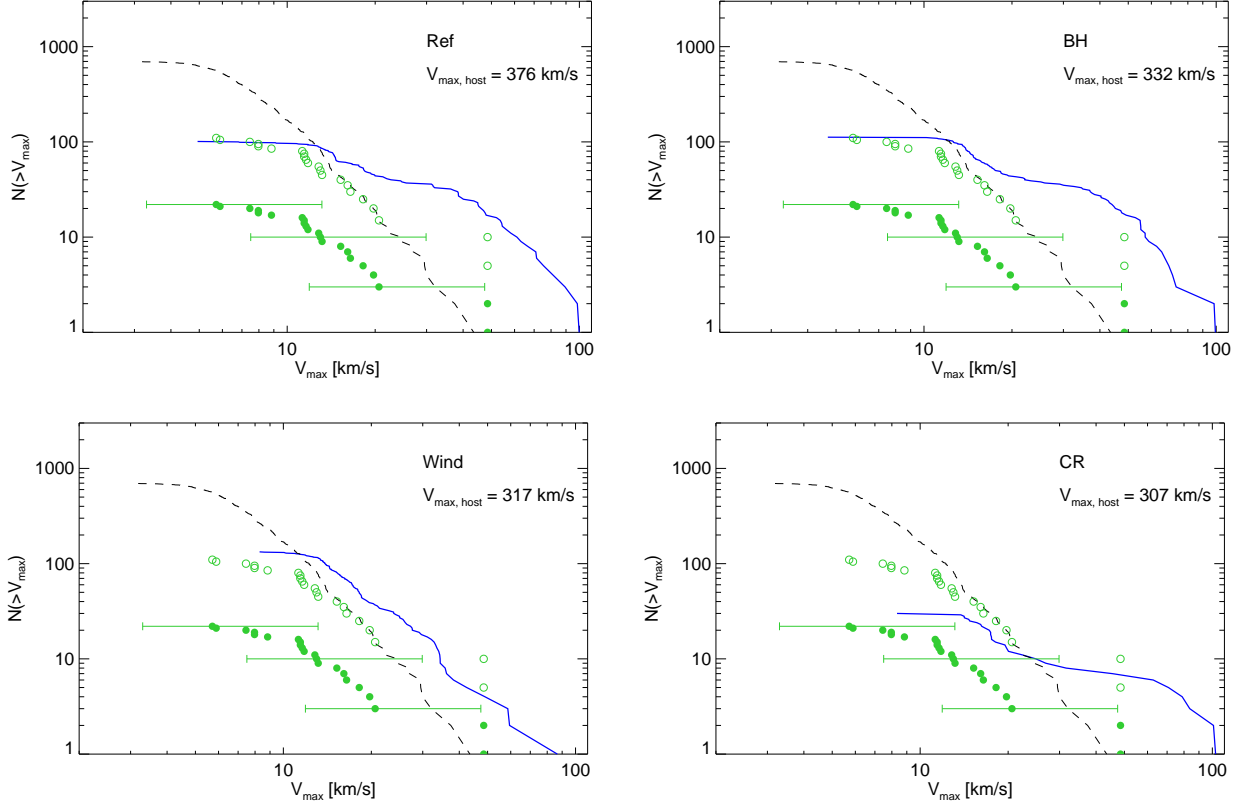 Ref
V_max, host = 376 km/s
1000
100
10
1
N(>V_max)
10
100
V_max [km/s]
BH
V_max, host = 332 km/s
1000
100
10
1
N(>V_max)
10
100
V_max [km/s]
Wind
V_max, host = 317 km/s
1000
100
10
1
N(>V_max)
10
100
V_max [km/s]
CR
V_max, host = 307 km/s
1000
100
10
1
N(>V_max)
10
100
V_max [km/s]